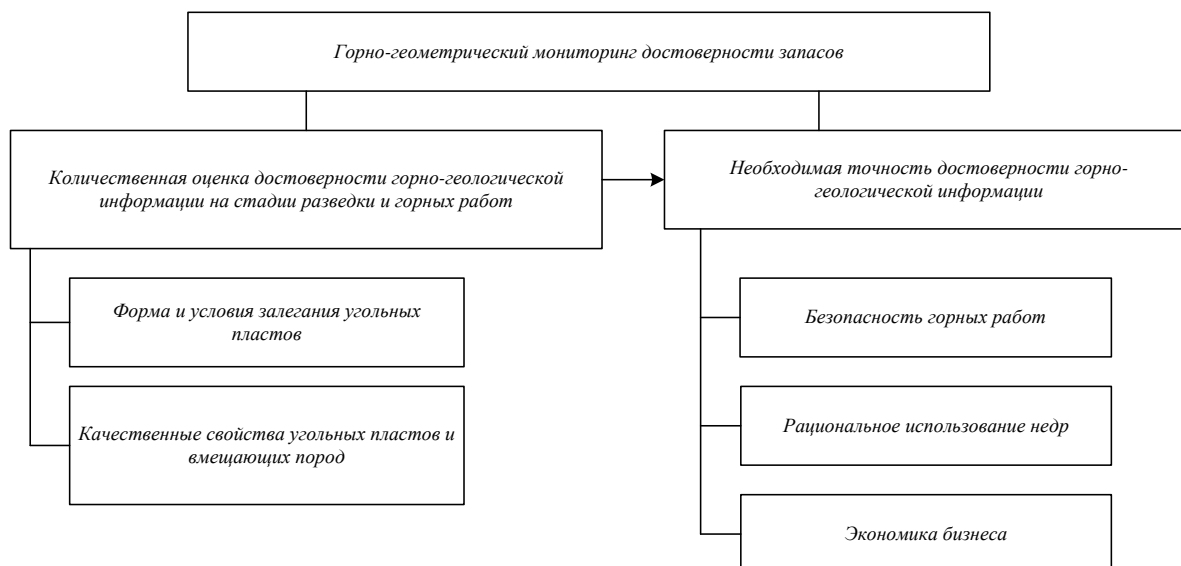 Горно-геометрический мониторинг достоверности запасов
Количественная оценка достоверности горно-геологической
информации на стадии разведки и горных работ
Необходимая точность достоверности горно-
геологической информации
Форма и условия залегания угольных
пластов
Качественные свойства угольных пластов и
вмещающих пород
Безопасность горных работ
Рациональное использование недр
Экономика бизнеса